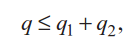 q ≤ q₁ + q₂,